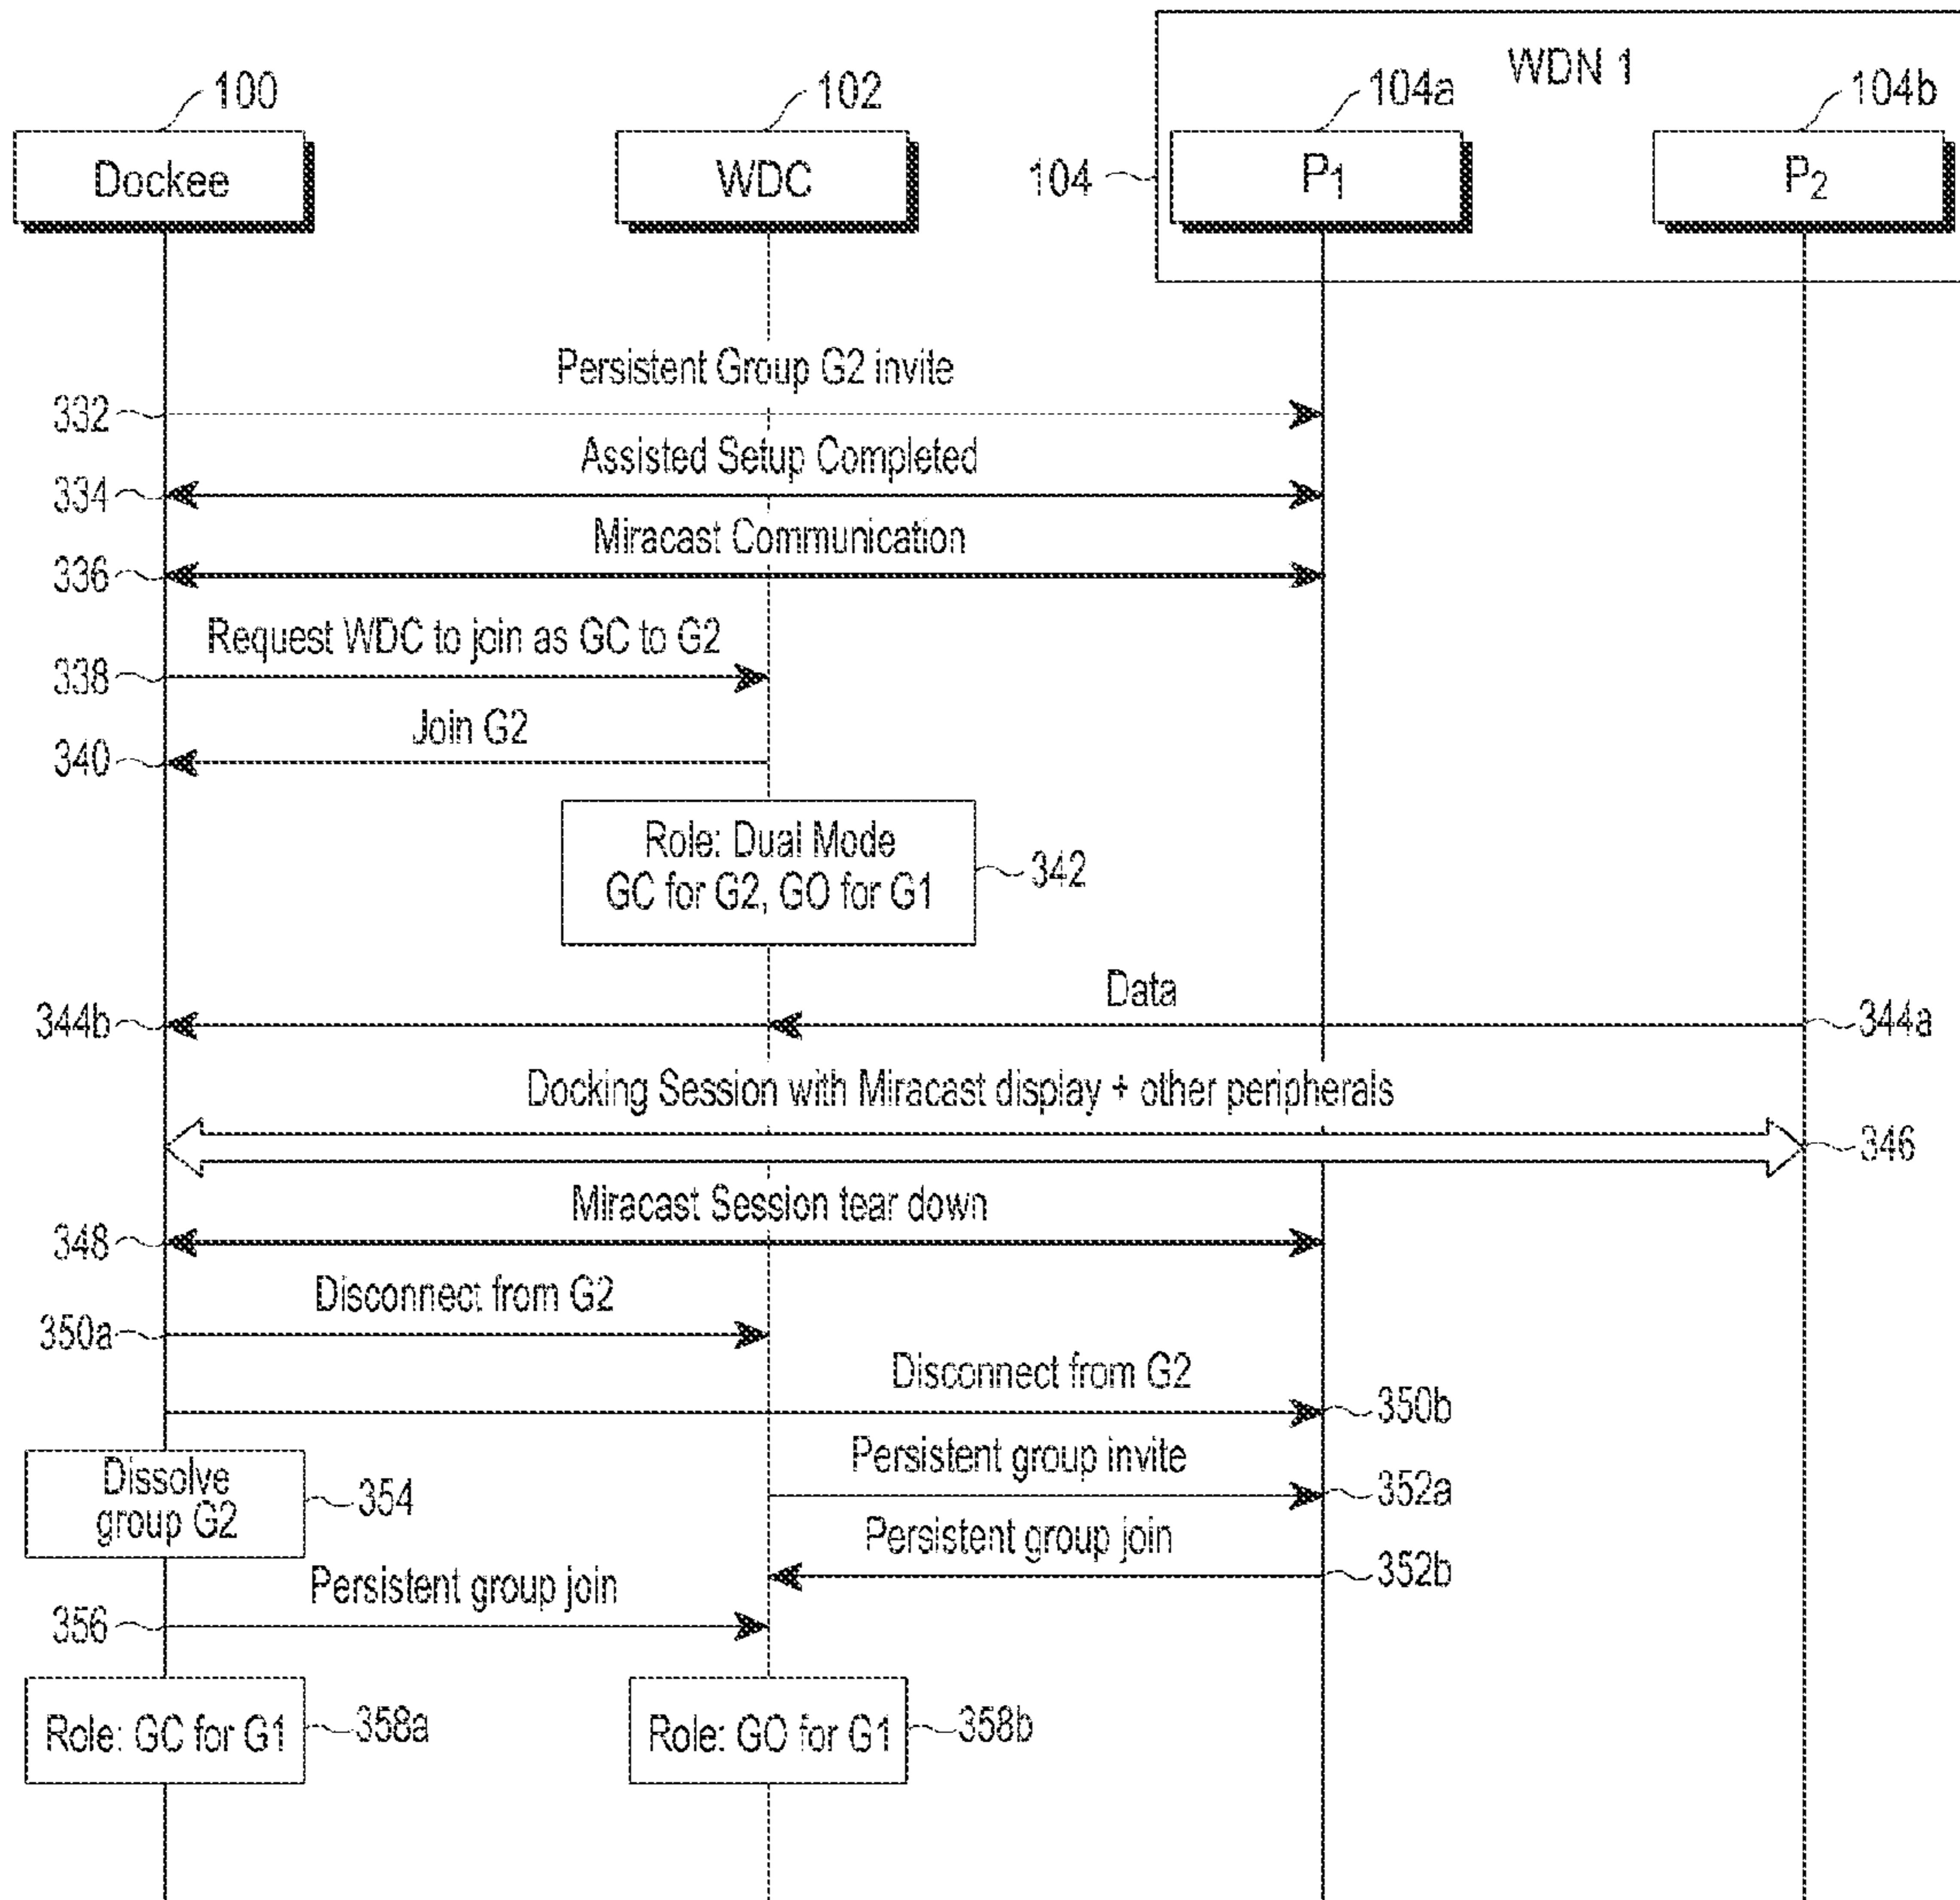 WDN 1
100
102
104a
104b
Dockee
WDC
104
P1
P2
Persistent Group G2 invite
332
Assisted Setup Completed
334
Miracast Communication
336
Request WDC to join as GC to G2
338
Join G2
340
Role: Dual Mode
GC for G2, GO for G1
342
Data
344b
344a
Docking Session with Miracast display + other peripherals
346
Miracast Session tear down
348
Disconnect from G2
350a
Disconnect from G2
350b
Dissolve
group G2
354
Persistent group invite
352a
Persistent group join
352b
Persistent group join
356
Role: GC for G1
358a
Role: GO for G1
358b